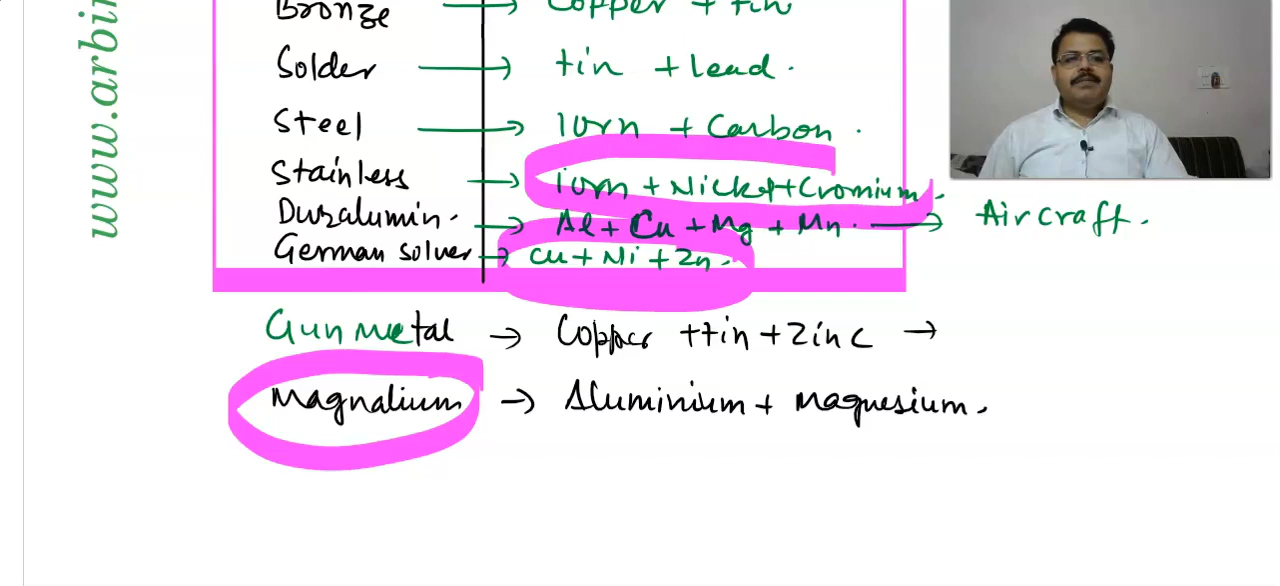 Bronze → Copper + tin
Solder → tin + lead.
Steel → Iorn + Carbon.
Stainless → Iorn + Nickel + Cromium.
Duralumin. → Al + Cu + Mg + Mn. → Aircraft.
German solver → Cu + Ni + Zn.
Gunmetal → Copper + tin + Zinc →
Magnalium → Aluminium + Magnesium.
www.arbin